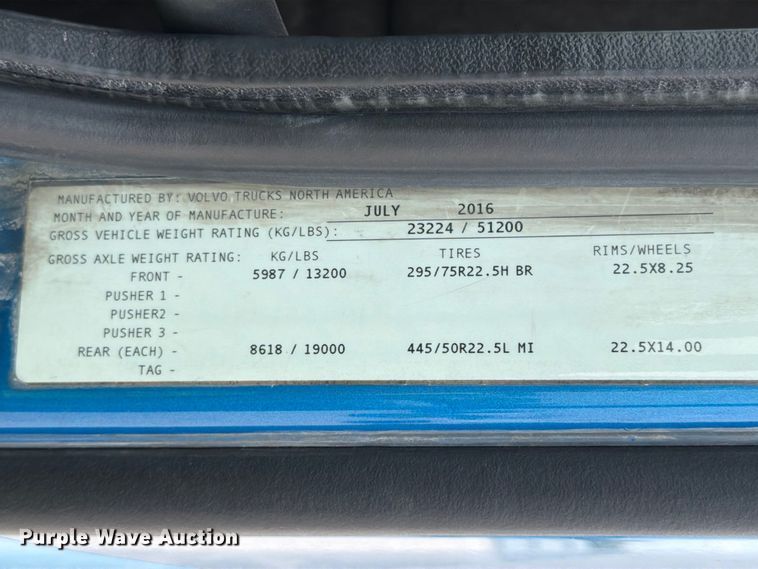 MANUFACTURED BY: VOLVO TRUCKS NORTH AMERICA
MONTH AND YEAR OF MANUFACTURE: JULY 2016
GROSS VEHICLE WEIGHT RATING (KG/LBS): 23224 / 51200
GROSS AXLE WEIGHT RATING: KG/LBS TIRES RIMS/WHEELS
FRONT - 5987 / 13200 295/75R22.5H BR 22.5X8.25
PUSHER 1 -
PUSHER2 -
PUSHER 3 -
REAR (EACH) - 8618 / 19000 445/50R22.5L MI 22.5X14.00
TAG -
Purple Wave Auction